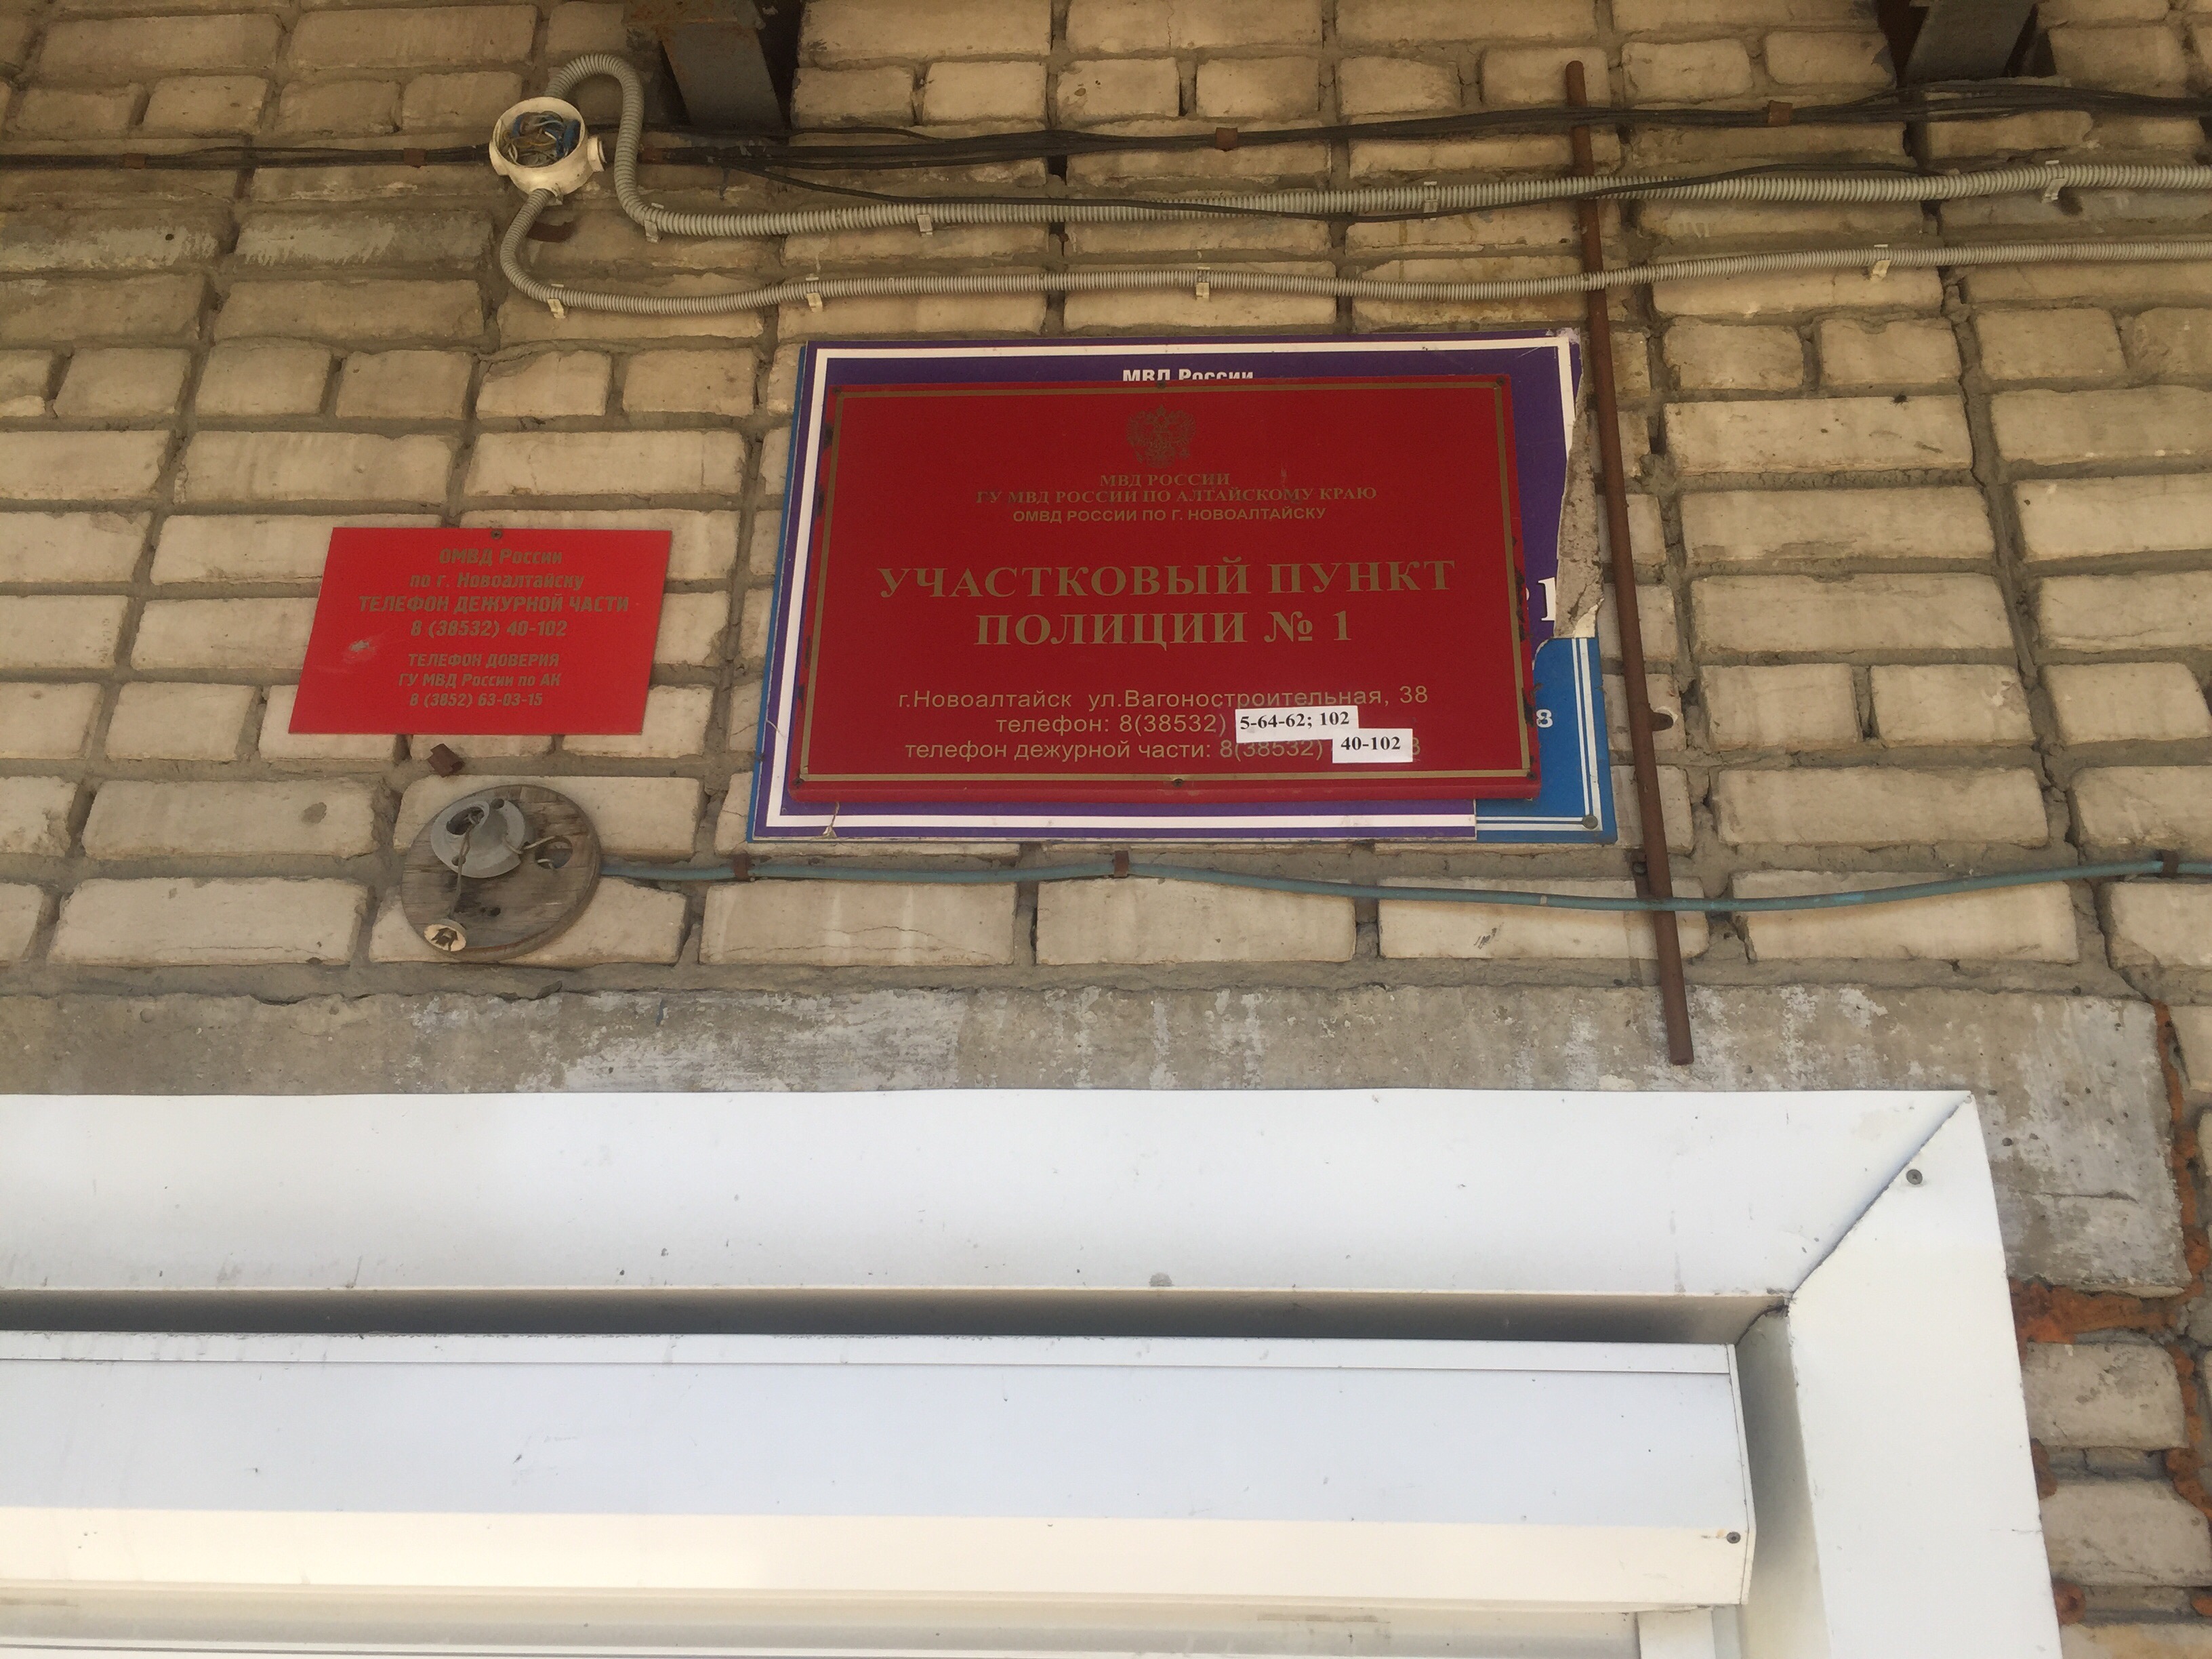 МВД России
МВД РОССИИ
ГУ МВД РОССИИ ПО АЛТАЙСКОМУ КРАЮ
ОМВД РОССИИ ПО Г. НОВОАЛТАЙСКУ
УЧАСТКОВЫЙ ПУНКТ
ПОЛИЦИИ № 1
г.Новоалтайск ул.Вагоностроительная, 38
телефон: 8(38532) 5-64-62; 102
телефон дежурной части: 8(38532) 40-102
1
8
ОМВД России
по г. Новоалтайску
ТЕЛЕФОН ДЕЖУРНОЙ ЧАСТИ
8 (38532) 40-102
ТЕЛЕФОН ДОВЕРИЯ
ГУ МВД России по АК
8 (3852) 63-03-15